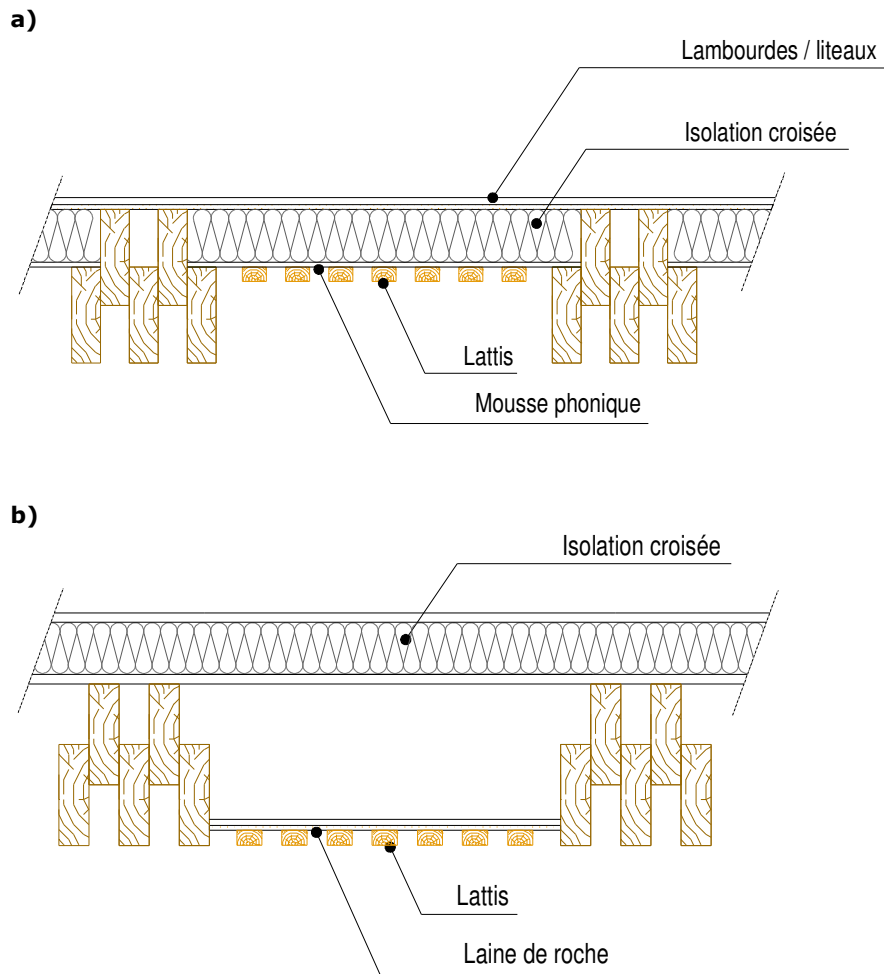 a)
Lambourdes / liteaux
Isolation croisée
Lattis
Mousse phonique
b)
Isolation croisée
Lattis
Laine de roche